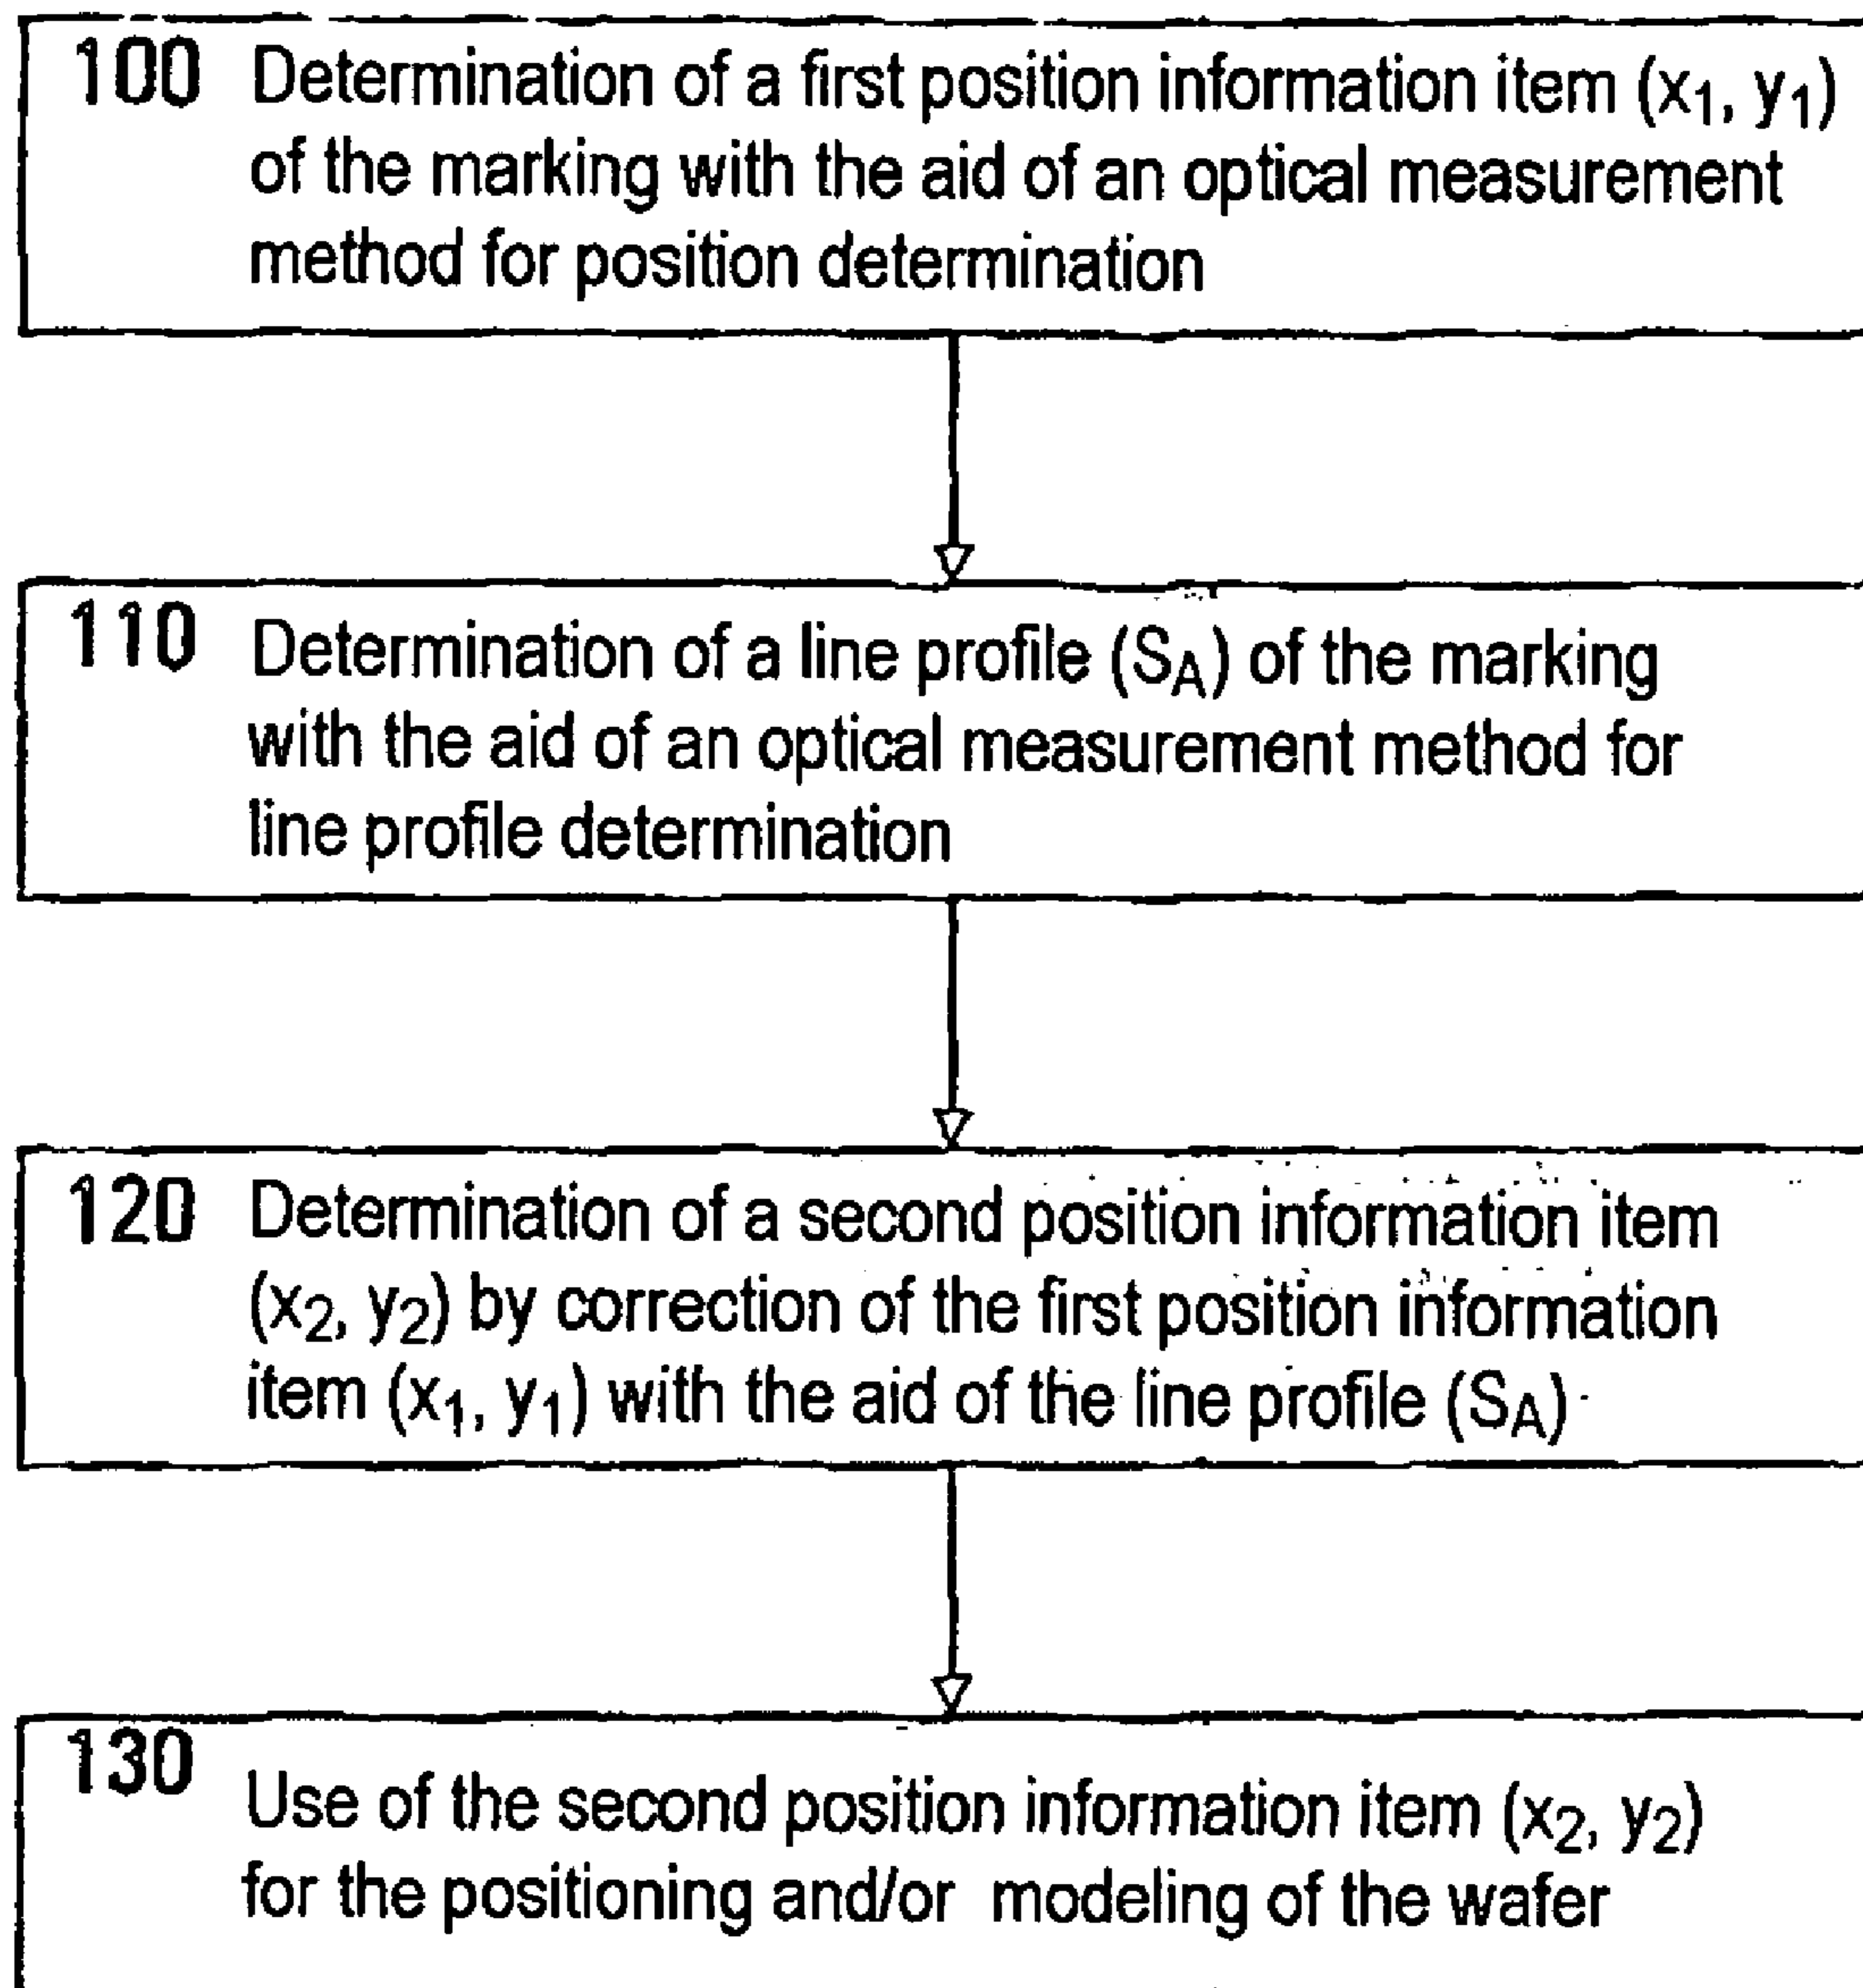 100 Determination of a first position information item (x₁, y₁)
of the marking with the aid of an optical measurement
method for position determination
110 Determination of a line profile (S_A) of the marking
with the aid of an optical measurement method for
line profile determination
120 Determination of a second position information item
(x₂, y₂) by correction of the first position information
item (x₁, y₁) with the aid of the line profile (S_A)
130
Use of the second position information item (x₂, y₂)
for the positioning and/or modeling of the wafer